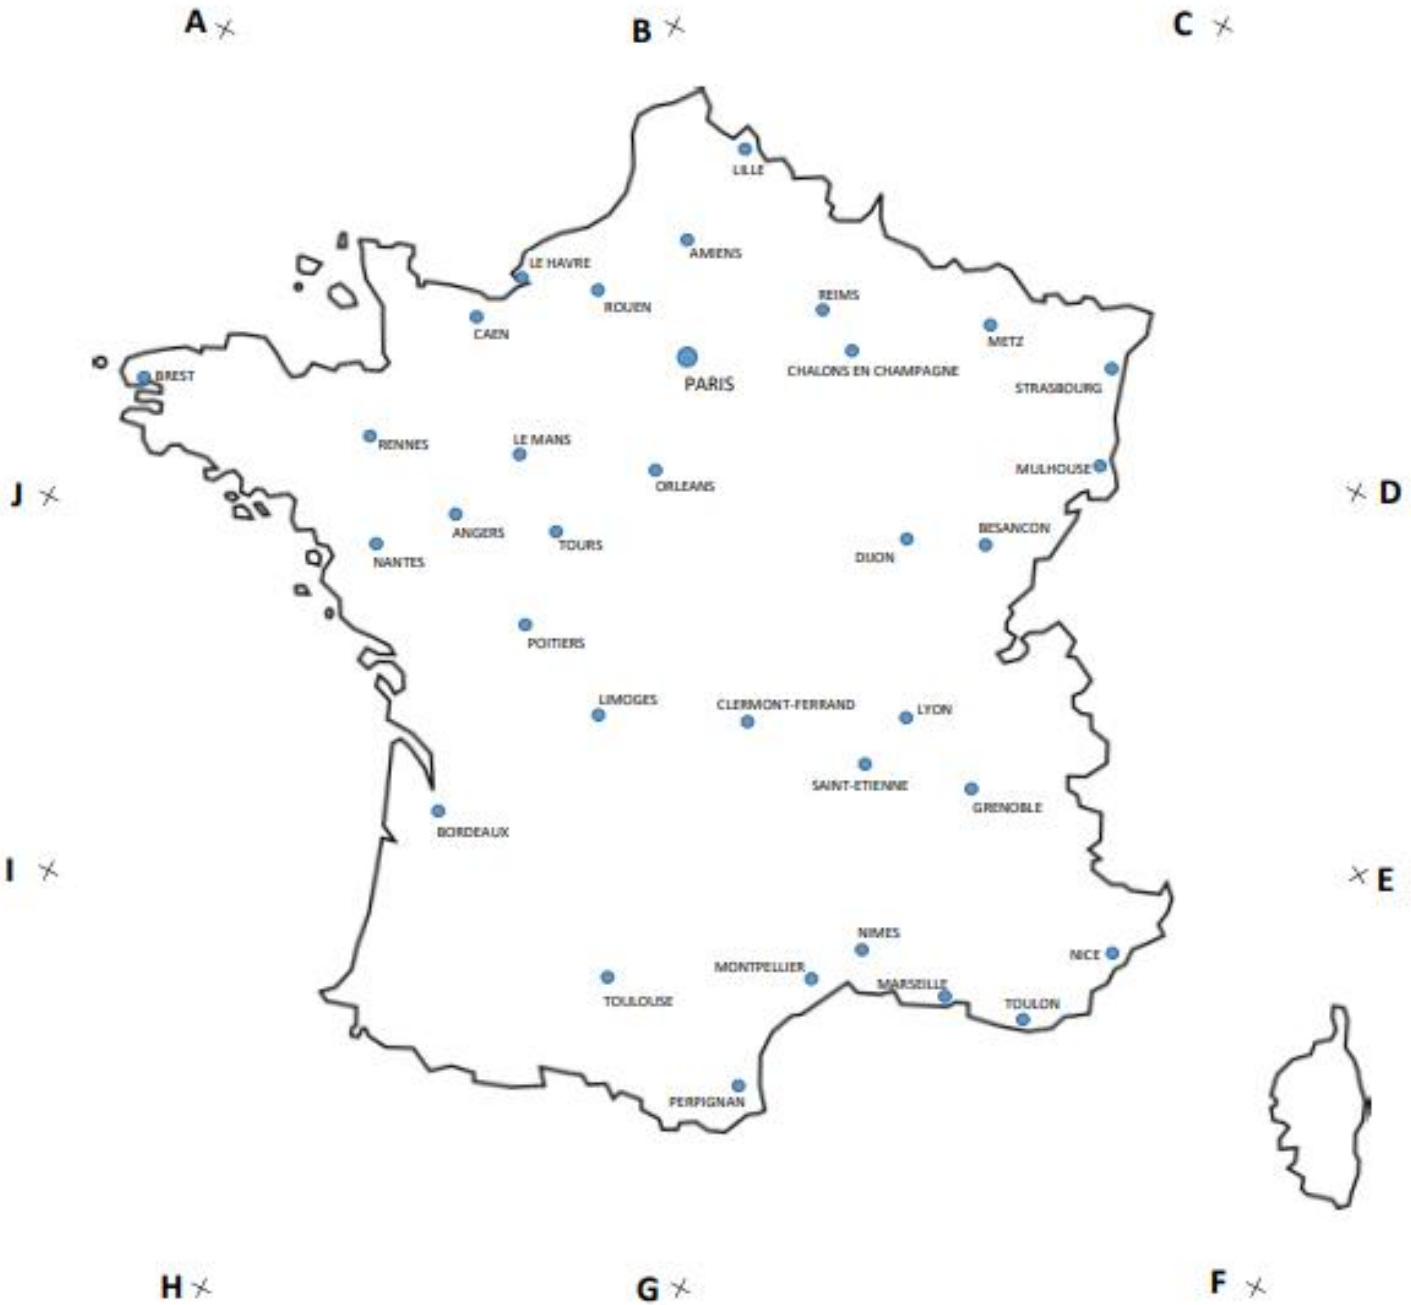 A
B
C
LILLE
AMIENS
LE HAVRE
ROUEN
REIMS
CAEN
METZ
CHALONS EN CHAMPAGNE
PARIS
BREST
STRASBOURG
RENNES
LE MANS
MULHOUSE
ORLEANS
J
D
ANGERS
BESANCON
TOURS
DIJON
NANTES
POITIERS
LIMOGES
CLERMONT-FERRAND
LYON
SAINT-ETIENNE
GRENOBLE
BORDEAUX
I
E
NIMES
NICE
MONTPELLIER
MARSEILLE
TOULOUSE
TOULON
PERPIGNAN
H
G
F